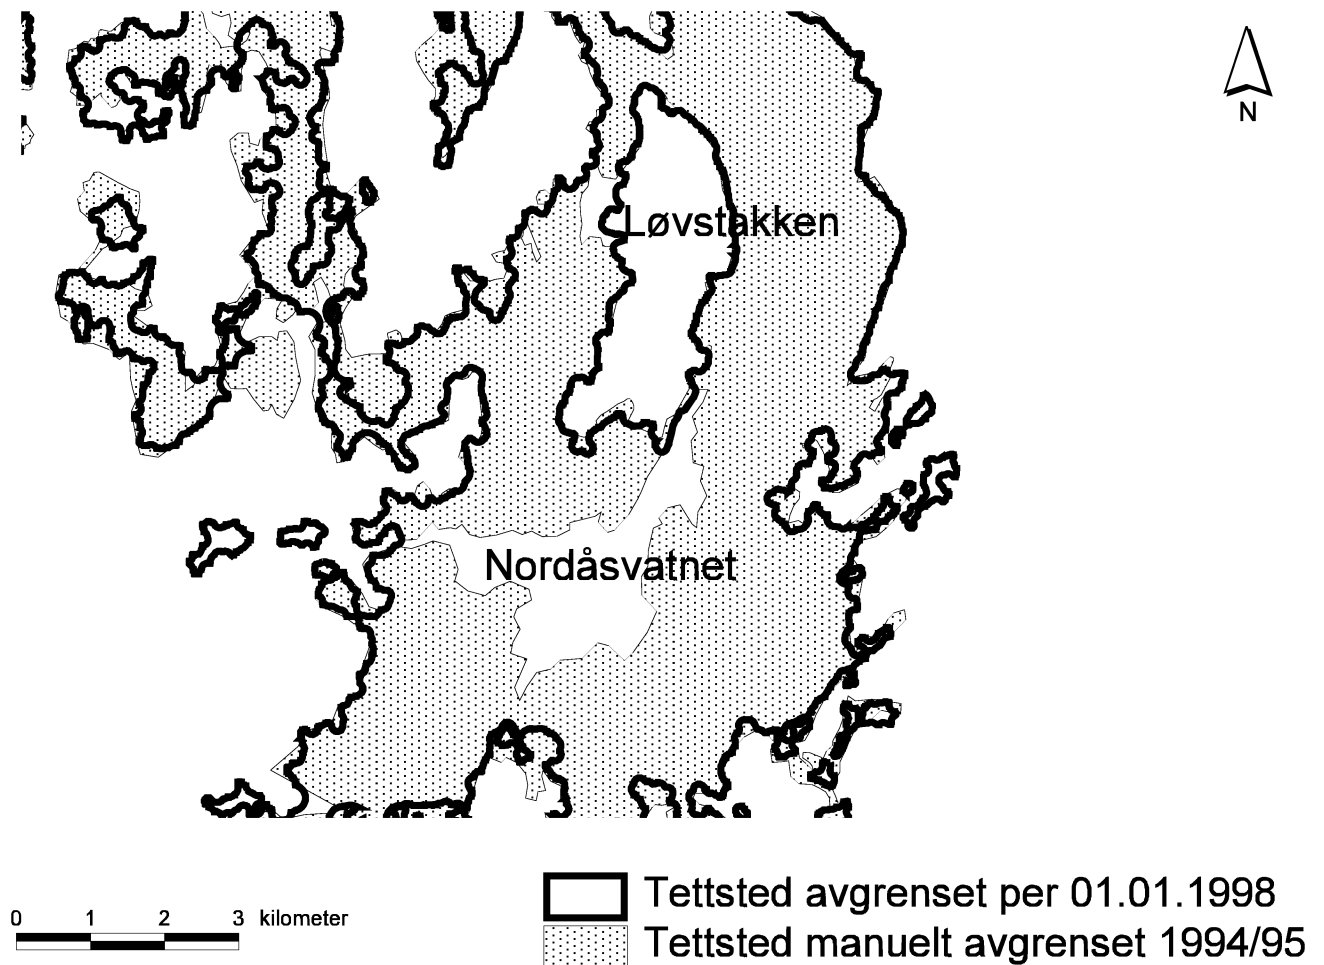 N
Løvstakken
Nordåsvatnet
Tettsted avgrenset per 01.01.1998
0 1 2 3 kilometer
Tettsted manuelt avgrenset 1994/95